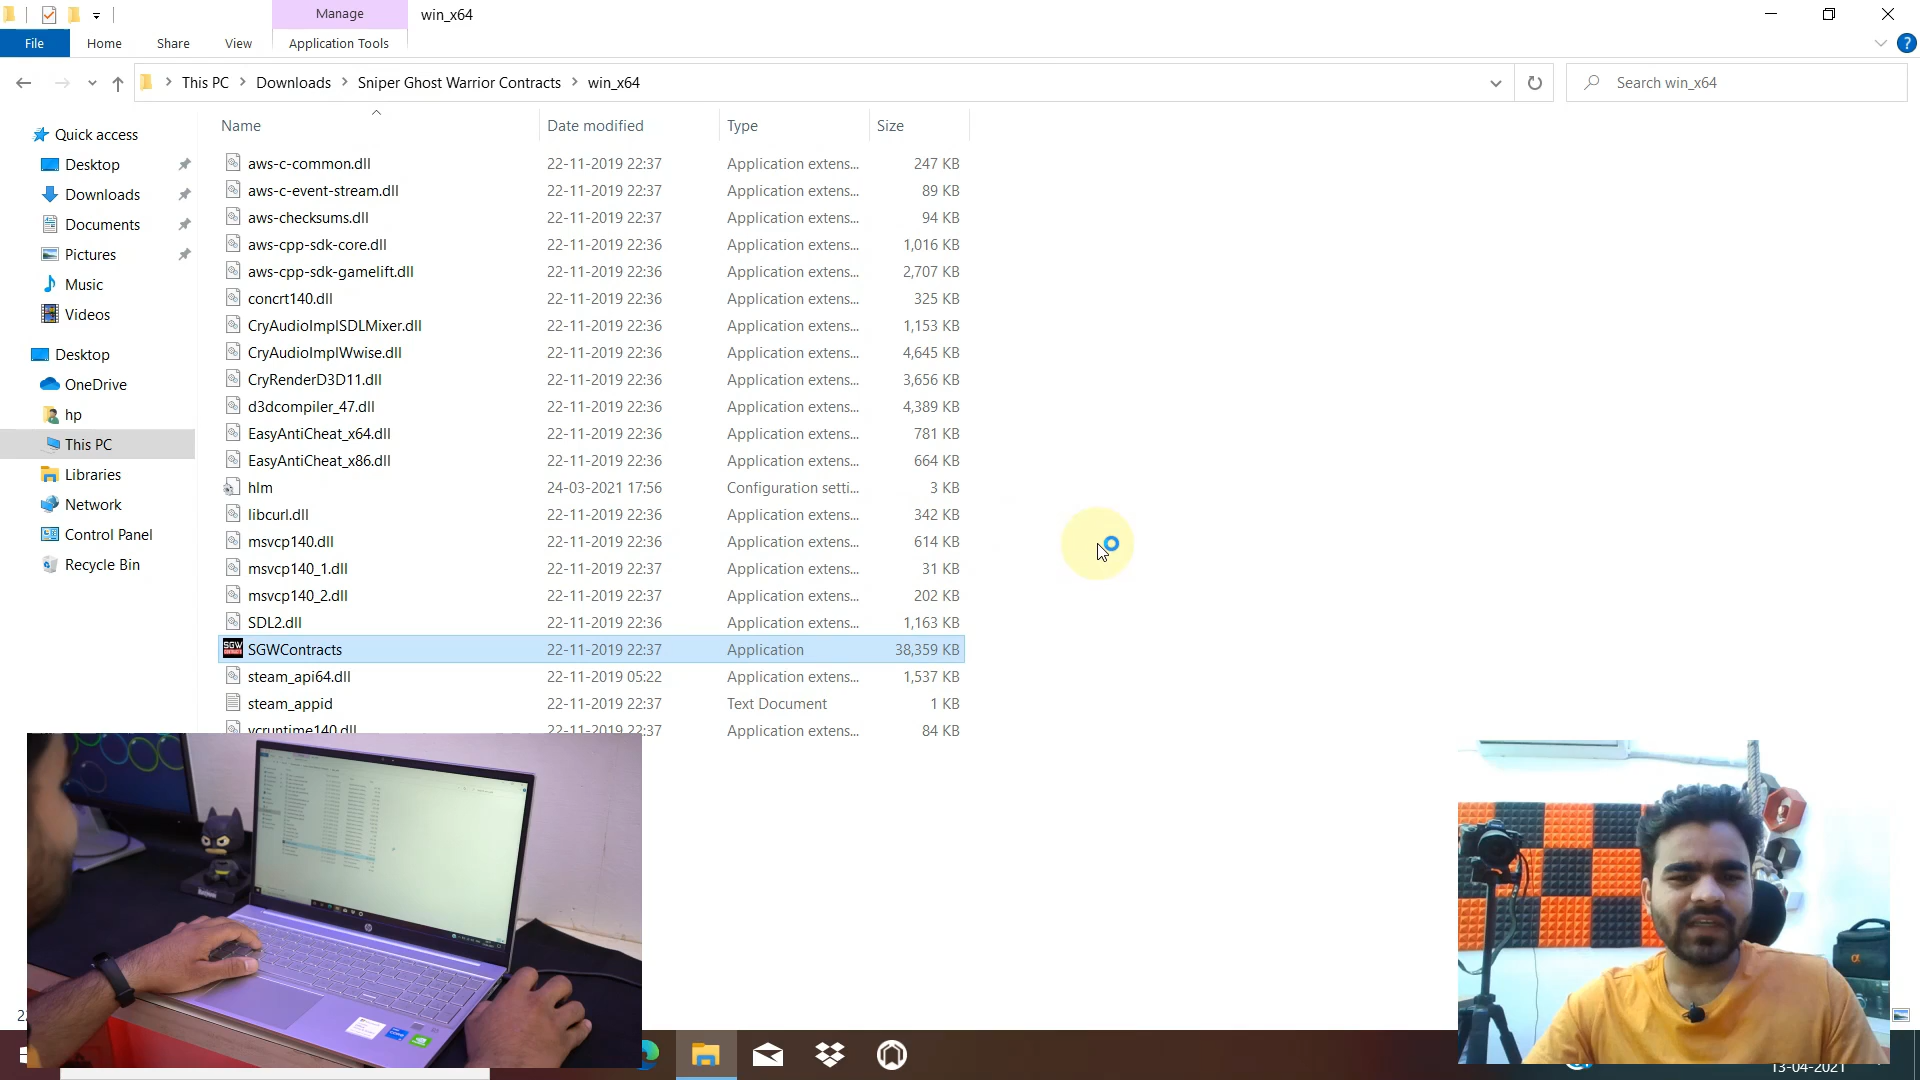 Manage
win_x64
File
Home
Share
View
Application Tools
This PC
Downloads
Sniper Ghost Warrior Contracts
win_x64
Search win_x64
Quick access
Desktop
Downloads
Documents
Pictures
Music
Videos
Desktop
OneDrive
hp
This PC
Libraries
Network
Control Panel
Recycle Bin
Name Date modified Type Size
aws-c-common.dll 22-11-2019 22:37 Application extens... 247 KB
aws-c-event-stream.dll 22-11-2019 22:37 Application extens... 89 KB
aws-checksums.dll 22-11-2019 22:37 Application extens... 94 KB
aws-cpp-sdk-core.dll 22-11-2019 22:36 Application extens... 1,016 KB
aws-cpp-sdk-gamelift.dll 22-11-2019 22:36 Application extens... 2,707 KB
concrt140.dll 22-11-2019 22:36 Application extens... 325 KB
CryAudioImplSDLMixer.dll 22-11-2019 22:36 Application extens... 1,153 KB
CryAudioImplWwise.dll 22-11-2019 22:36 Application extens... 4,645 KB
CryRenderD3D11.dll 22-11-2019 22:36 Application extens... 3,656 KB
d3dcompiler_47.dll 22-11-2019 22:36 Application extens... 4,389 KB
EasyAntiCheat_x64.dll 22-11-2019 22:36 Application extens... 781 KB
EasyAntiCheat_x86.dll 22-11-2019 22:36 Application extens... 664 KB
hlm 24-03-2021 17:56 Configuration setti... 3 KB
libcurl.dll 22-11-2019 22:36 Application extens... 342 KB
msvcp140.dll 22-11-2019 22:36 Application extens... 614 KB
msvcp140_1.dll 22-11-2019 22:37 Application extens... 31 KB
msvcp140_2.dll 22-11-2019 22:37 Application extens... 202 KB
SDL2.dll 22-11-2019 22:36 Application extens... 1,163 KB
SGWContracts 22-11-2019 22:37 Application 38,359 KB
steam_api64.dll 22-11-2019 05:22 Application extens... 1,537 KB
steam_appid 22-11-2019 22:37 Text Document 1 KB
vcruntime140.dll 22-11-2019 22:37 Application extens... 84 KB
13-04-2021